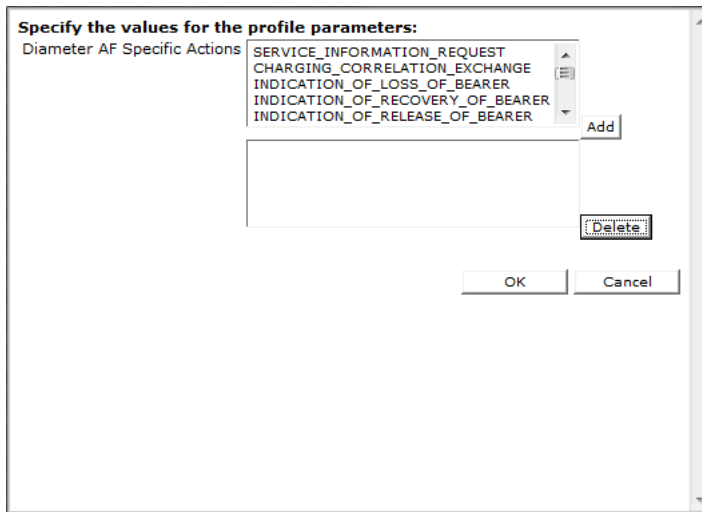 Specify the values for the profile parameters:
Diameter AF Specific Actions
SERVICE_INFORMATION_REQUEST
CHARGING_CORRELATION_EXCHANGE
INDICATION_OF_LOSS_OF_BEARER
INDICATION_OF_RECOVERY_OF_BEARER
INDICATION_OF_RELEASE_OF_BEARER
Add
Delete
OK Cancel